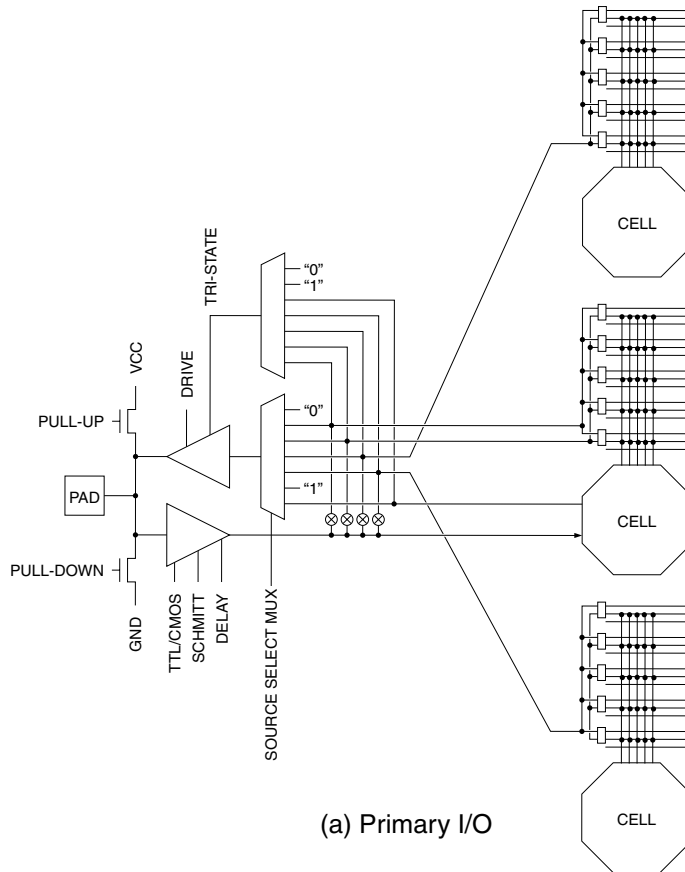 CELL
"0"
"1"
TRI-STATE
VCC
DRIVE
PULL-UP
"0"
"1"
PAD
CELL
PULL-DOWN
GND
TTL/CMOS
SCHMITT
DELAY
SOURCE SELECT MUX
CELL
(a) Primary I/O